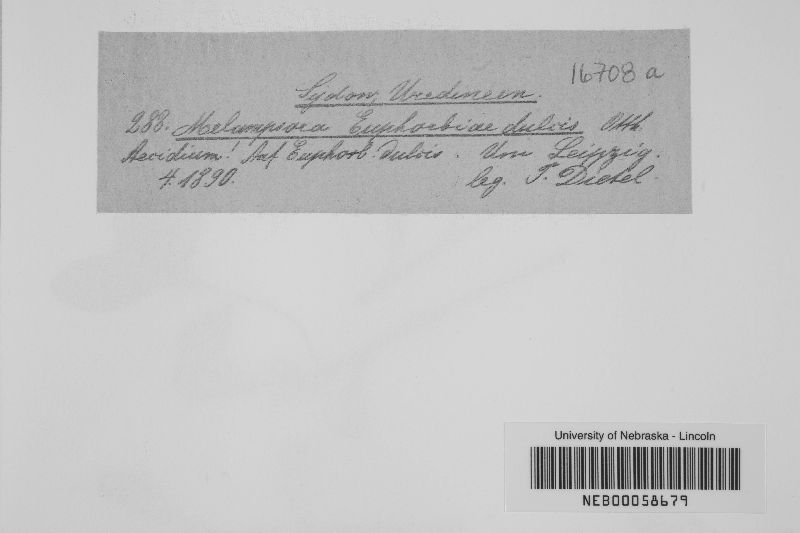 16708 a
Sydow, Uredineen.
288. Melampsora Euphorbiae dulcis Otth.
Aecidium! Auf Euphorb. Dulcis. Um Leipzig.
4.1890. leg. P. Dietel.
University of Nebraska - Lincoln
NEB00058679